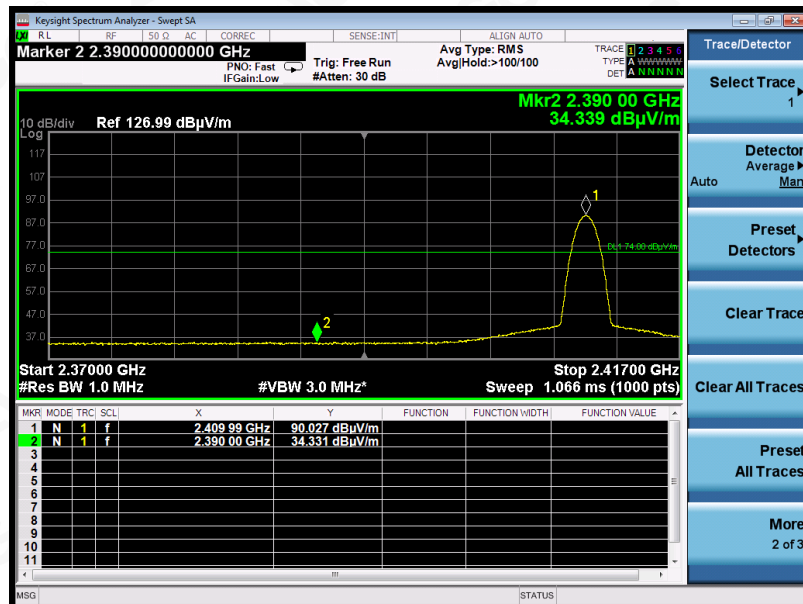 Keysight Spectrum Analyzer - Swept SA
LXI RL RF 50 Ω AC CORREC SENSE:INT ALIGN AUTO
Marker 2 2.390000000000 GHz
PNO: Fast
IFGain:Low
Trig: Free Run
#Atten: 30 dB
Avg Type: RMS
Avg|Hold:>100/100
TRACE 1 2 3 4 5 6
TYPE A WWWWW
DET A N N N N N
Mkr2 2.390 00 GHz
34.339 dBµV/m
10 dB/div Ref 126.99 dBµV/m
Log
117
107
97.0
87.0
77.0
67.0
57.0
47.0
37.0
1
DL1 74.00 dBµV/m
2
Start 2.37000 GHz Stop 2.41700 GHz
#Res BW 1.0 MHz #VBW 3.0 MHz* Sweep 1.066 ms (1000 pts)
MKR MODE TRC SCL X Y FUNCTION FUNCTION WIDTH FUNCTION VALUE
1 N 1 f 2.409 99 GHz 90.027 dBµV/m
2 N 1 f 2.390 00 GHz 34.331 dBµV/m
3
4
5
6
7
8
9
10
11
MSG STATUS
Trace/Detector
Select Trace
1
Detector
Average
Auto Man
Preset
Detectors
Clear Trace
Clear All Traces
Preset
All Traces
More
2 of 3